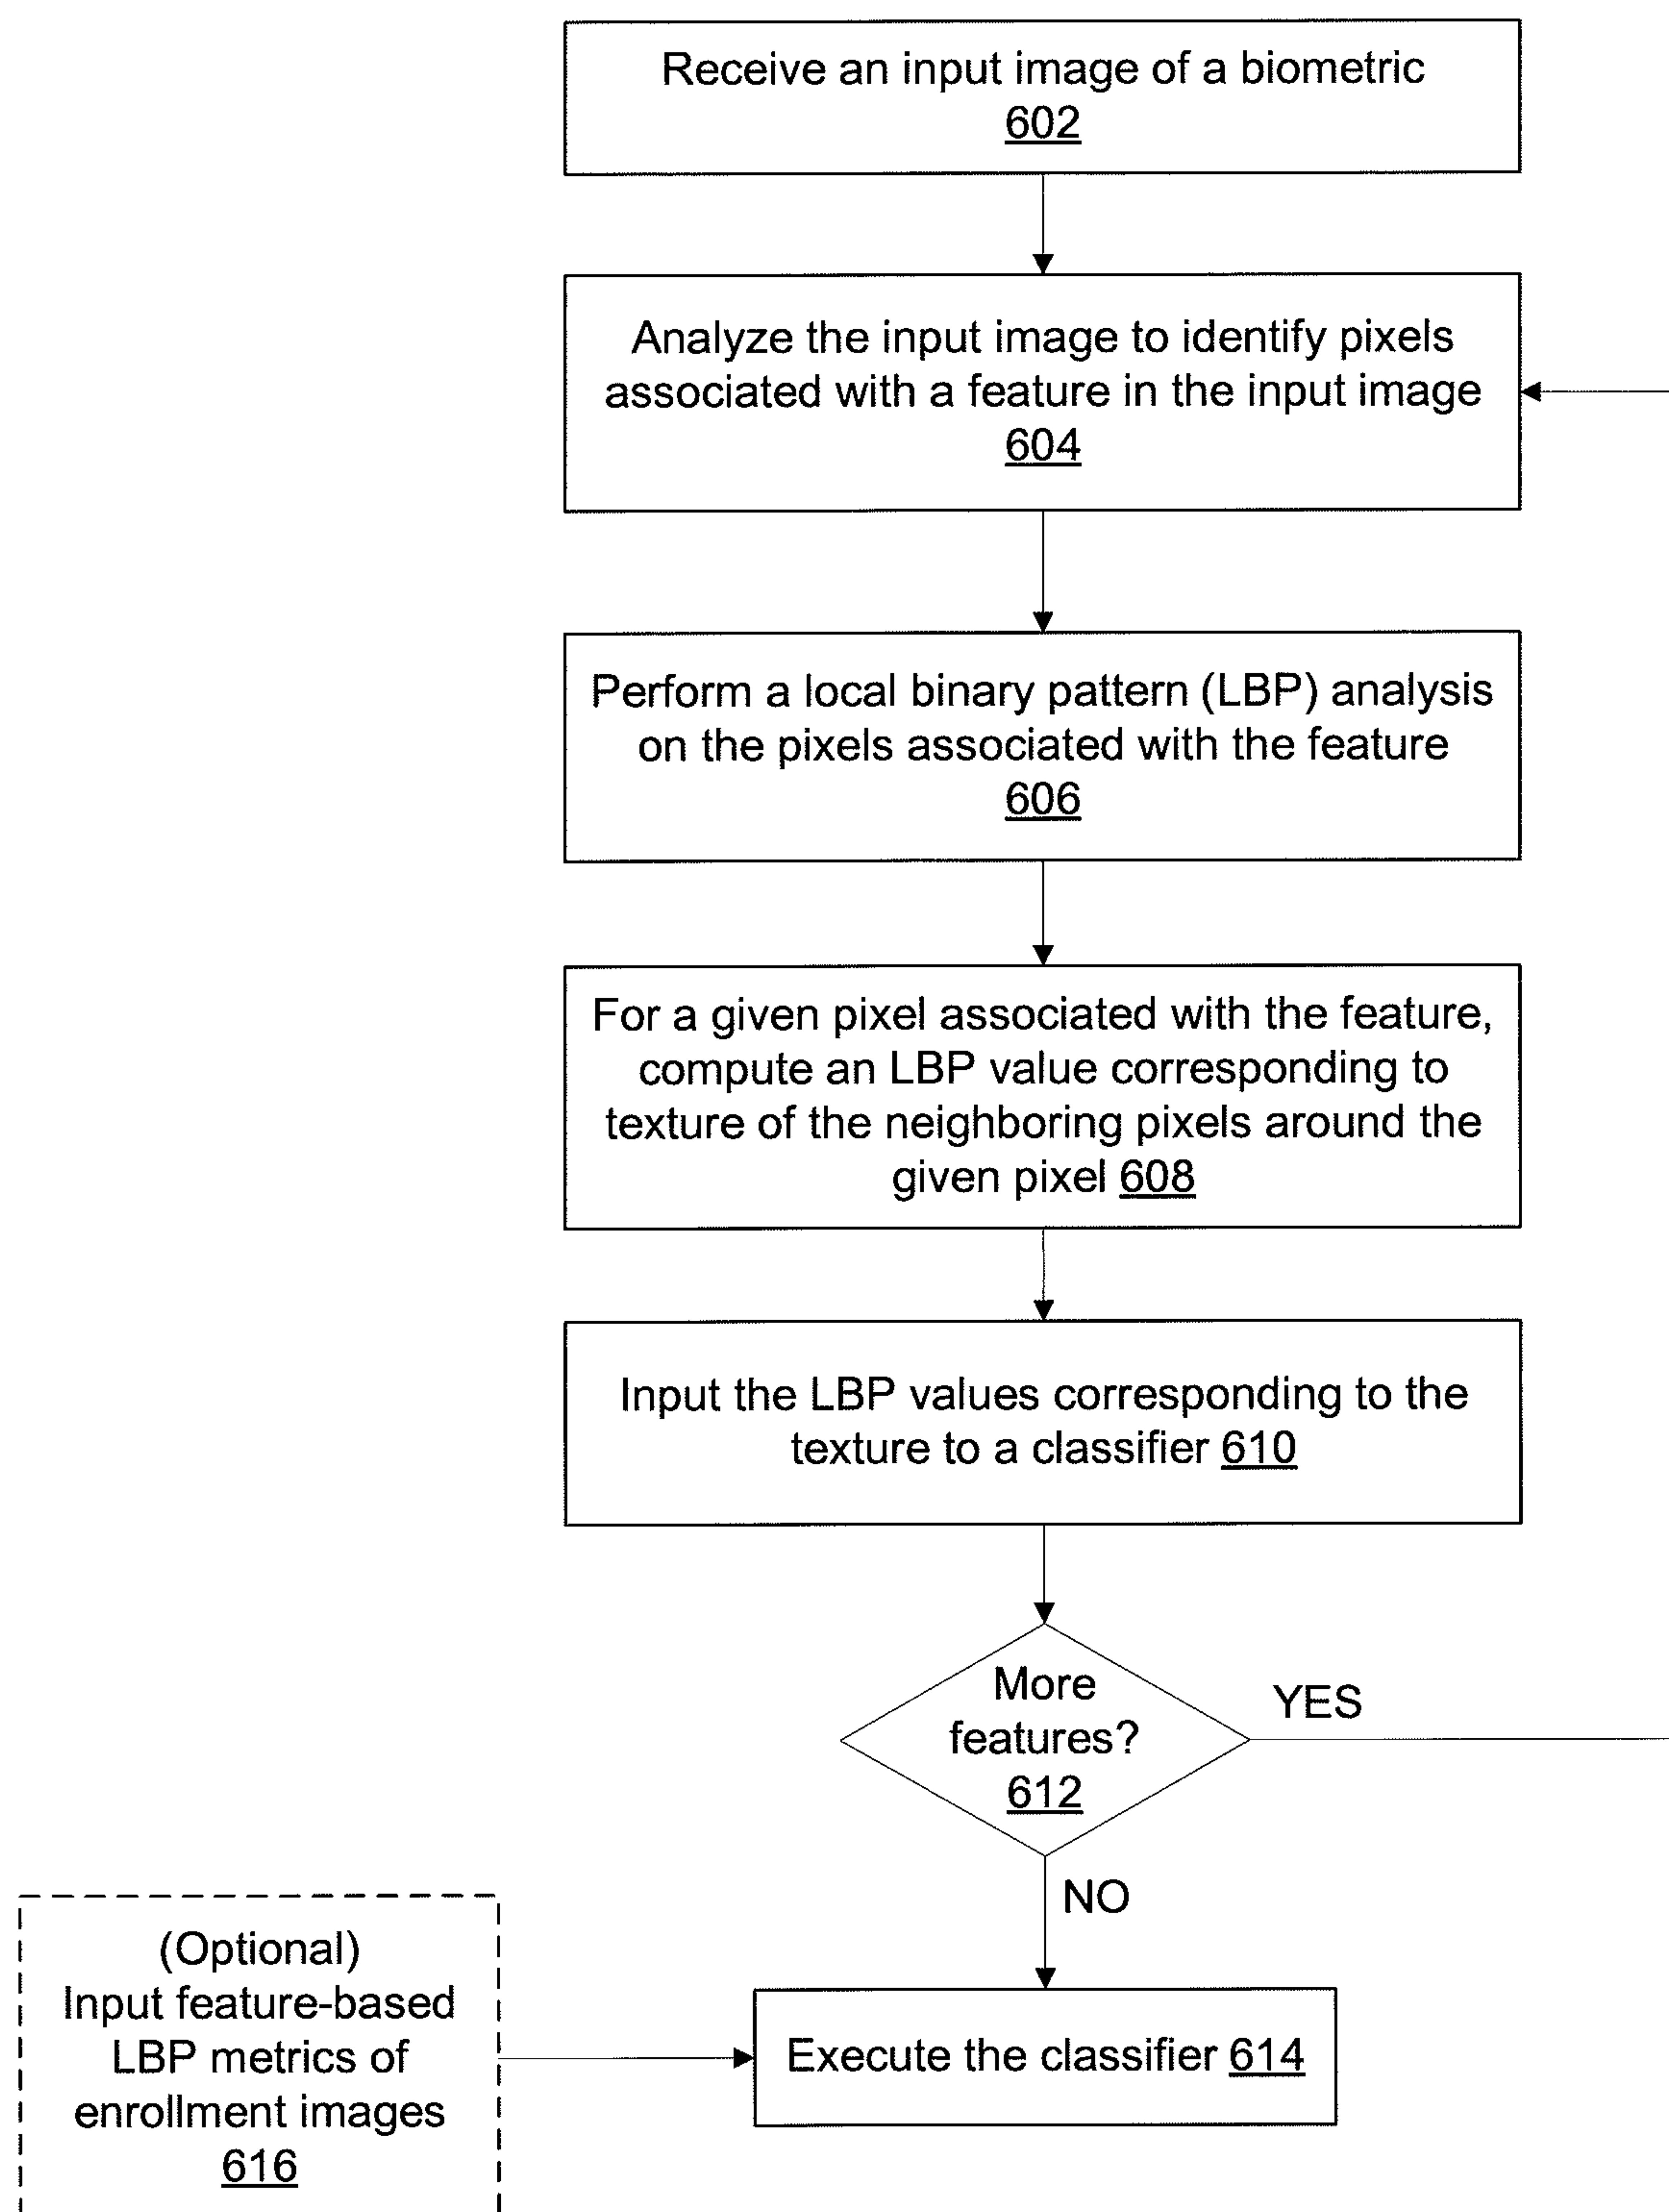 Receive an input image of a biometric
602
Analyze the input image to identify pixels
associated with a feature in the input image
604
Perform a local binary pattern (LBP) analysis
on the pixels associated with the feature
606
For a given pixel associated with the feature,
compute an LBP value corresponding to
texture of the neighboring pixels around the
given pixel 608
Input the LBP values corresponding to the
texture to a classifier 610
More
features?
612
YES
NO
(Optional)
Input feature-based
LBP metrics of
enrollment images
616
Execute the classifier 614